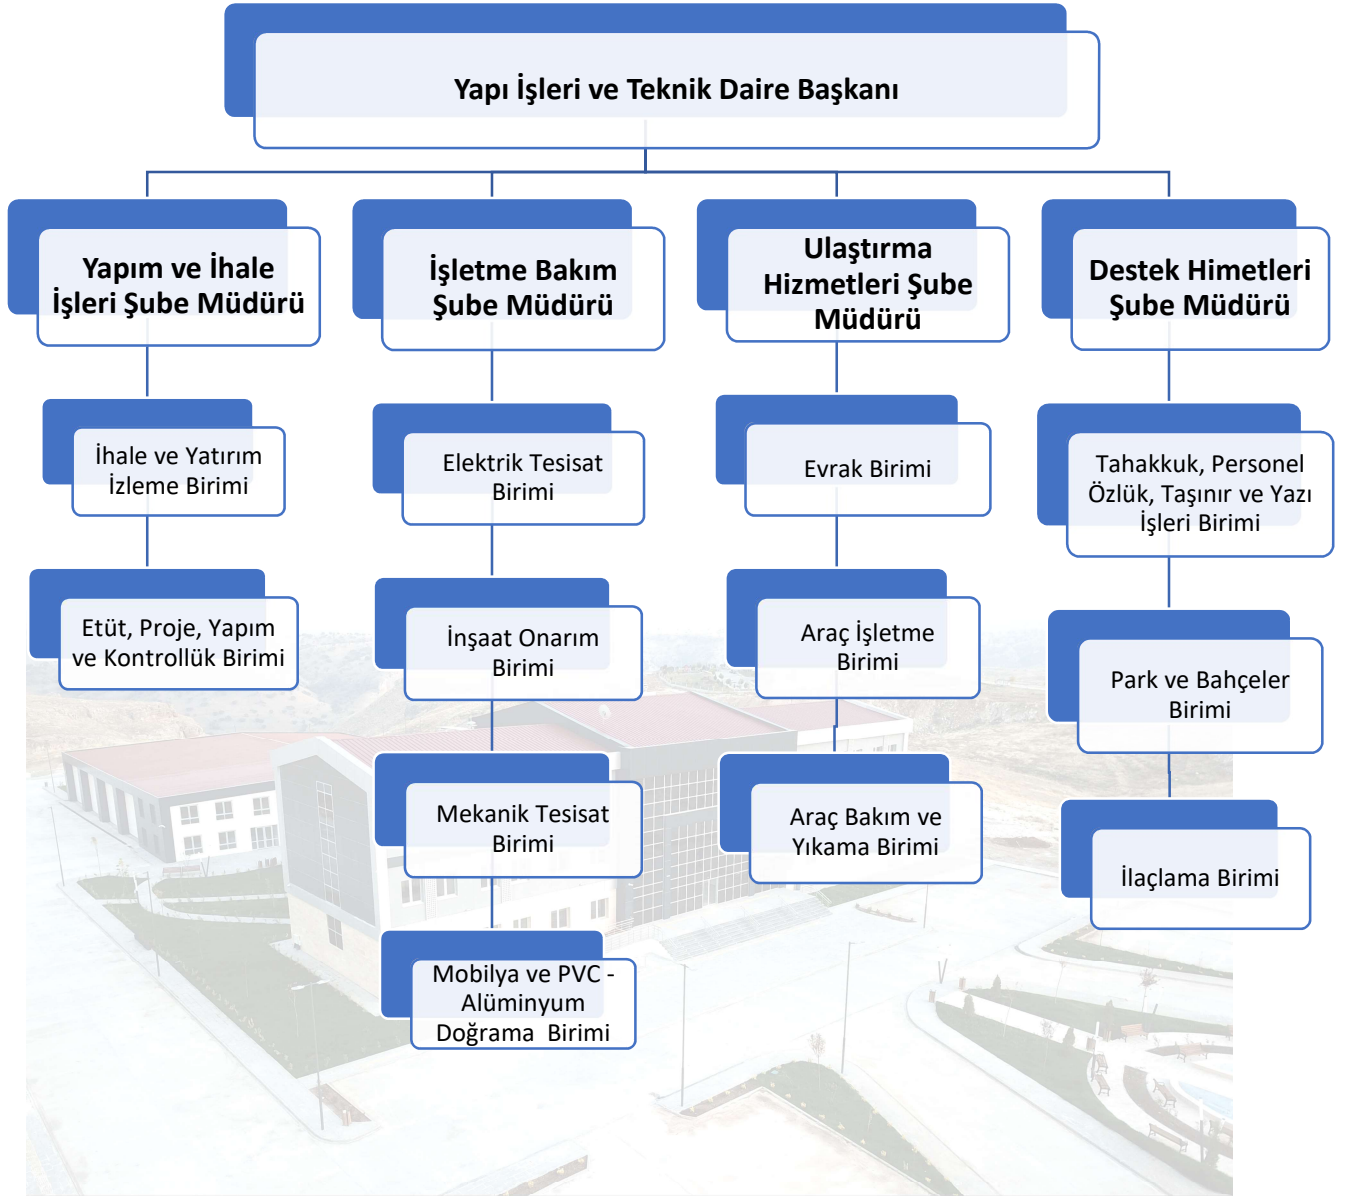 Yapı İşleri ve Teknik Daire Başkanı
Yapım ve İhale
İşleri Şube Müdürü
İhale ve Yatırım
İzleme Birimi
Etüt, Proje, Yapım
ve Kontrollük Birimi
İşletme Bakım
Şube Müdürü
Elektrik Tesisat
Birimi
İnşaat Onarım
Birimi
Mekanik Tesisat
Birimi
Mobilya ve PVC -
Alüminyum
Doğrama  Birimi
Ulaştırma
Hizmetleri Şube
Müdürü
Evrak Birimi
Araç İşletme
Birimi
Araç Bakım ve
Yıkama Birimi
Destek Himetleri
Şube Müdürü
Tahakkuk, Personel
Özlük, Taşınır ve Yazı
İşleri Birimi
Park ve Bahçeler
Birimi
İlaçlama Birimi